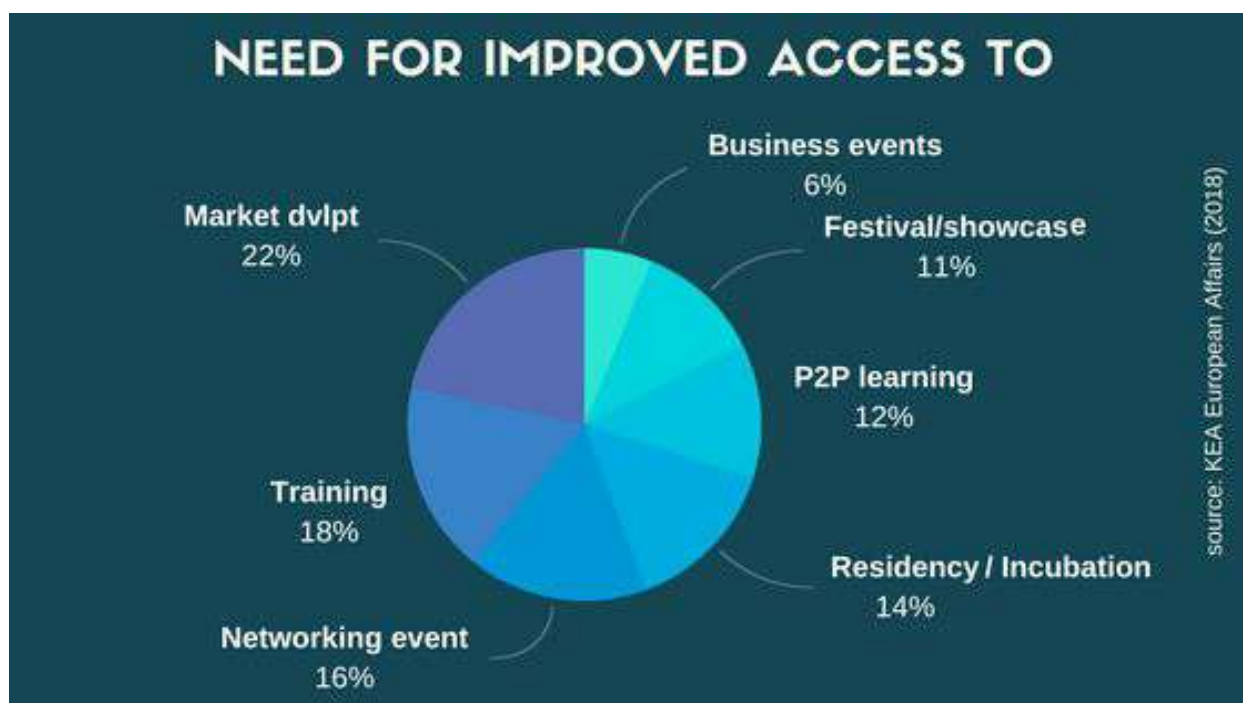 NEED FOR IMPROVED ACCESS TO
Business events
6%
Festival/showcase
11%
P2P learning
12%
Residency / Incubation
14%
Networking event
16%
Training
18%
Market dvlpt
22%
source: KEA European Affairs (2018)